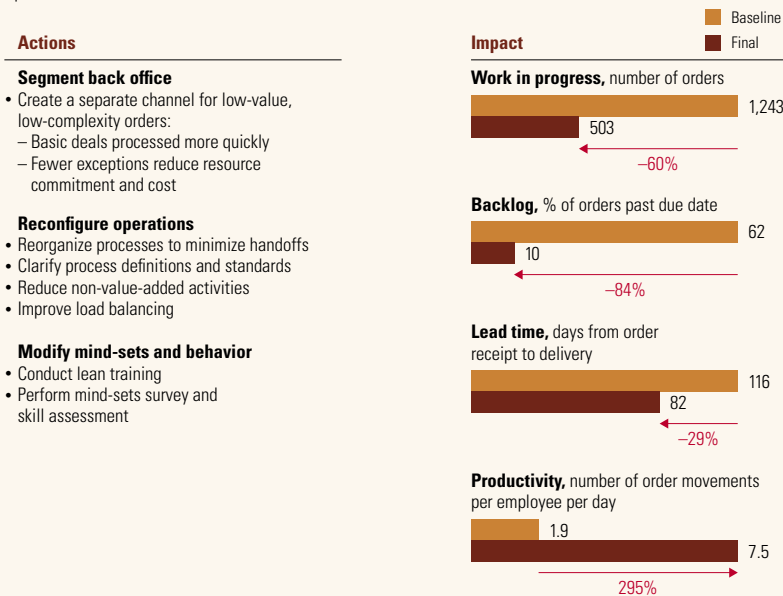 Actions
Segment back office
• Create a separate channel for low-value,
low-complexity orders:
– Basic deals processed more quickly
– Fewer exceptions reduce resource
commitment and cost
Reconfigure operations
• Reorganize processes to minimize handoffs
• Clarify process definitions and standards
• Reduce non-value-added activities
• Improve load balancing
Modify mind-sets and behavior
• Conduct lean training
• Perform mind-sets survey and
skill assessment
Baseline
Impact
Final
Work in progress, number of orders
1,243
503
–60%
Backlog, % of orders past due date
62
10
–84%
Lead time, days from order
receipt to delivery
116
82
–29%
Productivity, number of order movements
per employee per day
1.9
7.5
295%